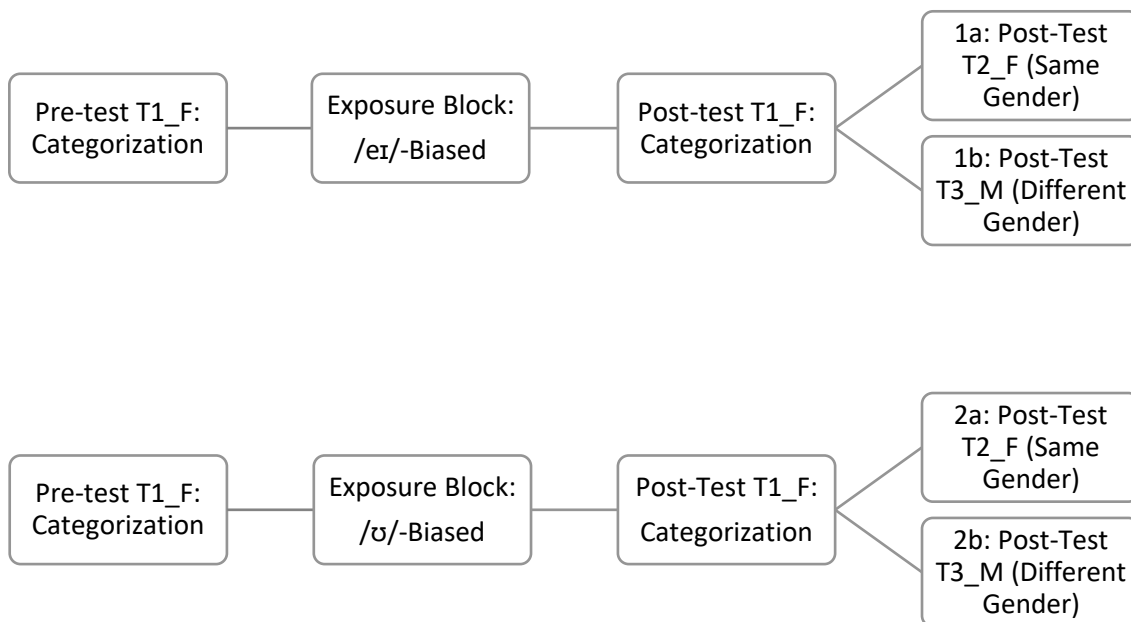 Pre-test T1_F:
Categorization
Exposure Block:
/eɪ/-Biased
Post-test T1_F:
Categorization
1a: Post-Test
T2_F (Same
Gender)
1b: Post-Test
T3_M (Different
Gender)
Pre-test T1_F:
Categorization
Exposure Block:
/ʊ/-Biased
Post-Test T1_F:
Categorization
2a: Post-Test
T2_F (Same
Gender)
2b: Post-Test
T3_M (Different
Gender)